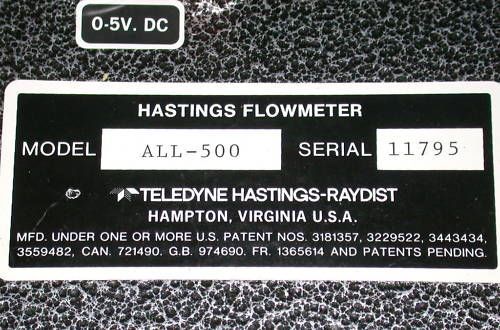 0-5V. DC
HASTINGS FLOWMETER
MODEL ALL-500 SERIAL 11795
TELEDYNE HASTINGS-RAYDIST
HAMPTON, VIRGINIA U.S.A.
MFD. UNDER ONE OR MORE U.S. PATENT NOS. 3181357, 3229522, 3443434,
3559482, CAN. 721490. G.B. 974690. FR. 1365614 AND PATENTS PENDING.